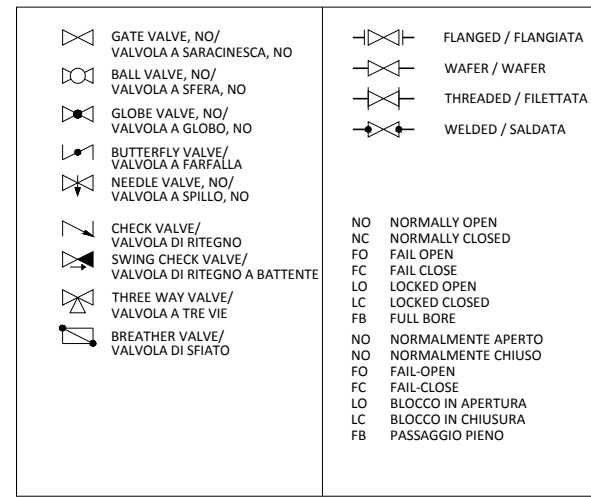 GATE VALVE, NO/
VALVOLA A SARACINESCA, NO
BALL VALVE, NO/
VALVOLA A SFERA, NO
GLOBE VALVE, NO/
VALVOLA A GLOBO, NO
BUTTERFLY VALVE/
VALVOLA A FARFALLA
NEEDLE VALVE, NO/
VALVOLA A SPILLO, NO
CHECK VALVE/
VALVOLA DI RITEGNO
SWING CHECK VALVE/
VALVOLA DI RITEGNO A BATTENTE
THREE WAY VALVE/
VALVOLA A TRE VIE
BREATHER VALVE/
VALVOLA DI SFIATO
FLANGED / FLANGIATA
WAFER / WAFER
THREADED / FILETTATA
WELDED / SALDATA
NO NORMALLY OPEN
NC NORMALLY CLOSED
FO FAIL OPEN
FC FAIL CLOSE
LO LOCKED OPEN
LC LOCKED CLOSED
FB FULL BORE
NO NORMALMENTE APERTO
NO NORMALMENTE CHIUSO
FO FAIL-OPEN
FC FAIL-CLOSE
LO BLOCCO IN APERTURA
LC BLOCCO IN CHIUSURA
FB PASSAGGIO PIENO